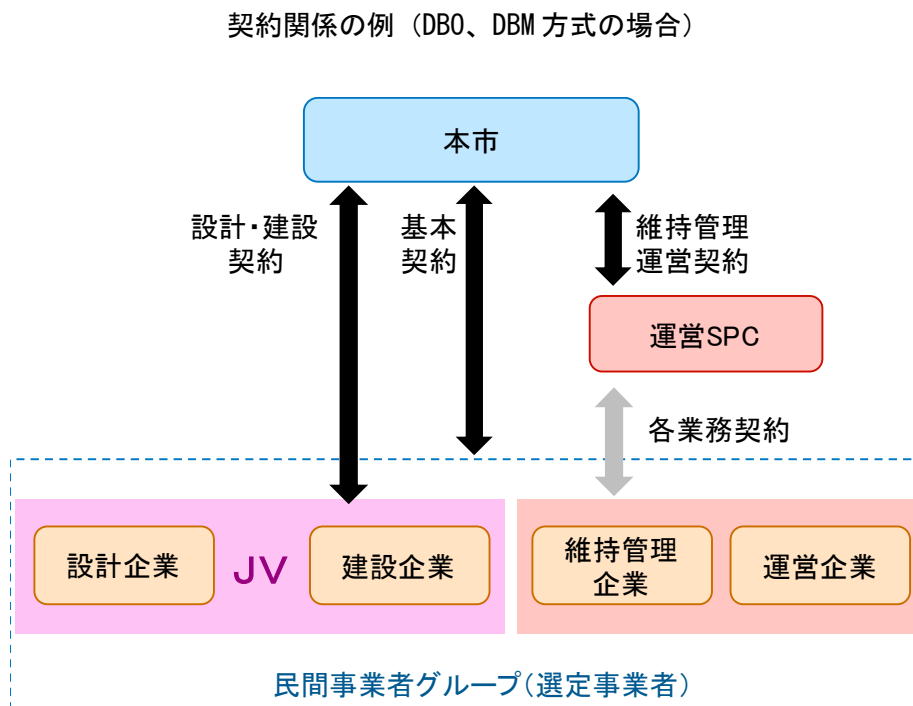 契約関係の例（DBO、DBM 方式の場合）
本市
設計・建設
契約
基本
契約
維持管理
運営契約
運営SPC
各業務契約
設計企業
JV
建設企業
維持管理
企業
運営企業
民間事業者グループ（選定事業者）